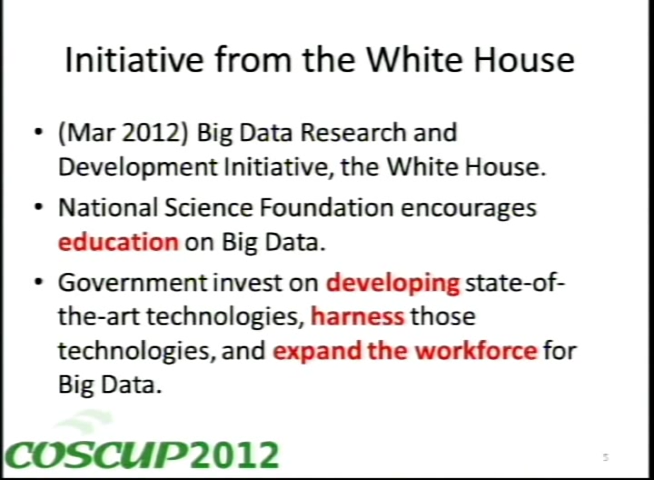 Initiative from the White House
• (Mar 2012) Big Data Research and
Development Initiative, the White House.
• National Science Foundation encourages
education on Big Data.
• Government invest on developing state-of-
the-art technologies, harness those
technologies, and expand the workforce for
Big Data.
COSCUP2012
5